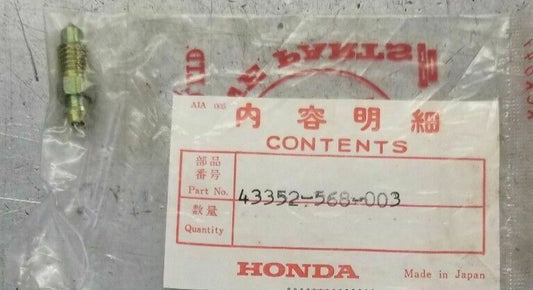 PARTS
AIA 005
内容明細
CONTENTS
部品
番号
Part No. 43352-568-003
数量
Quantity
HONDA Made in Japan